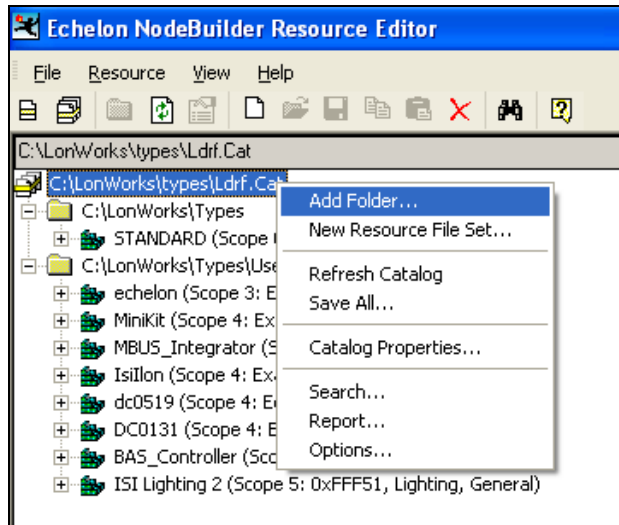 Echelon NodeBuilder Resource Editor
File Resource View Help
C:\LonWorks\types\Ldrf.Cat
C:\LonWorks\types\Ldrf.Cat
C:\LonWorks\Types
STANDARD (Scope
C:\LonWorks\Types\Use
echelon (Scope 3: E
MiniKit (Scope 4: Ex
MBUS_Integrator (S
IsiIlon (Scope 4: Ex
dc0519 (Scope 4: E
DC0131 (Scope 4: E
BAS_Controller (Sco
ISI Lighting 2 (Scope 5: 0xFFF51, Lighting, General)
Add Folder...
New Resource File Set...
Refresh Catalog
Save All...
Catalog Properties...
Search...
Report...
Options...